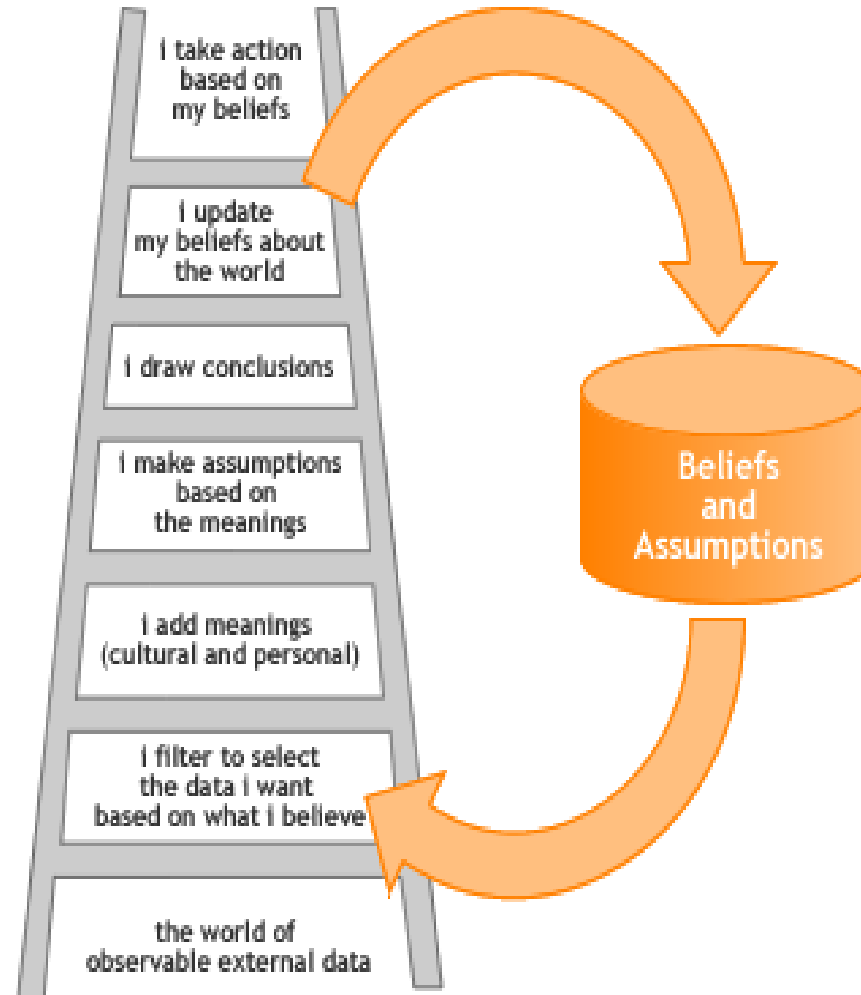 i take action
based on
my beliefs
i update
my beliefs about
the world
i draw conclusions
i make assumptions
based on
the meanings
i add meanings
(cultural and personal)
i filter to select
the data i want
based on what i believe
the world of
observable external data
Beliefs
and
Assumptions